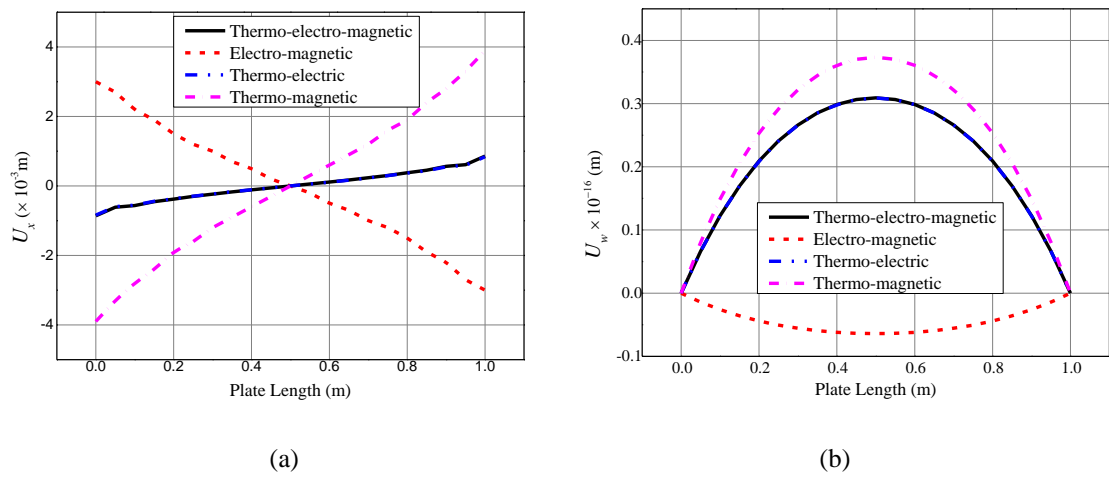 Thermo-electro-magnetic
Electro-magnetic
Thermo-electric
Thermo-magnetic
4
2
0
-2
-4
U_x (× 10⁻³ m)
0.0 0.2 0.4 0.6 0.8 1.0
Plate Length (m)
(a)
0.4
0.3
0.2
0.1
0.0
-0.1
U_w × 10⁻¹⁶ (m)
Thermo-electro-magnetic
Electro-magnetic
Thermo-electric
Thermo-magnetic
0.0 0.2 0.4 0.6 0.8 1.0
Plate Length (m)
(b)